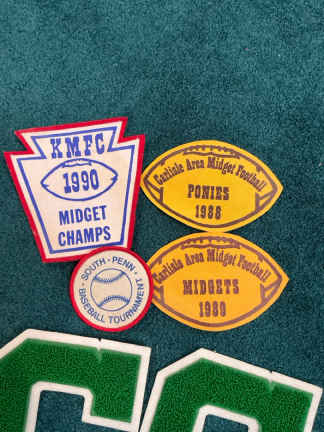 KMFC
1990
MIDGET
CHAMPS
Carlisle Area Midget Football
PONIES
1988
SOUTH - PENN
BASEBALL TOURNAMENT
Carlisle Area Midget Football
MIDGETS
1989